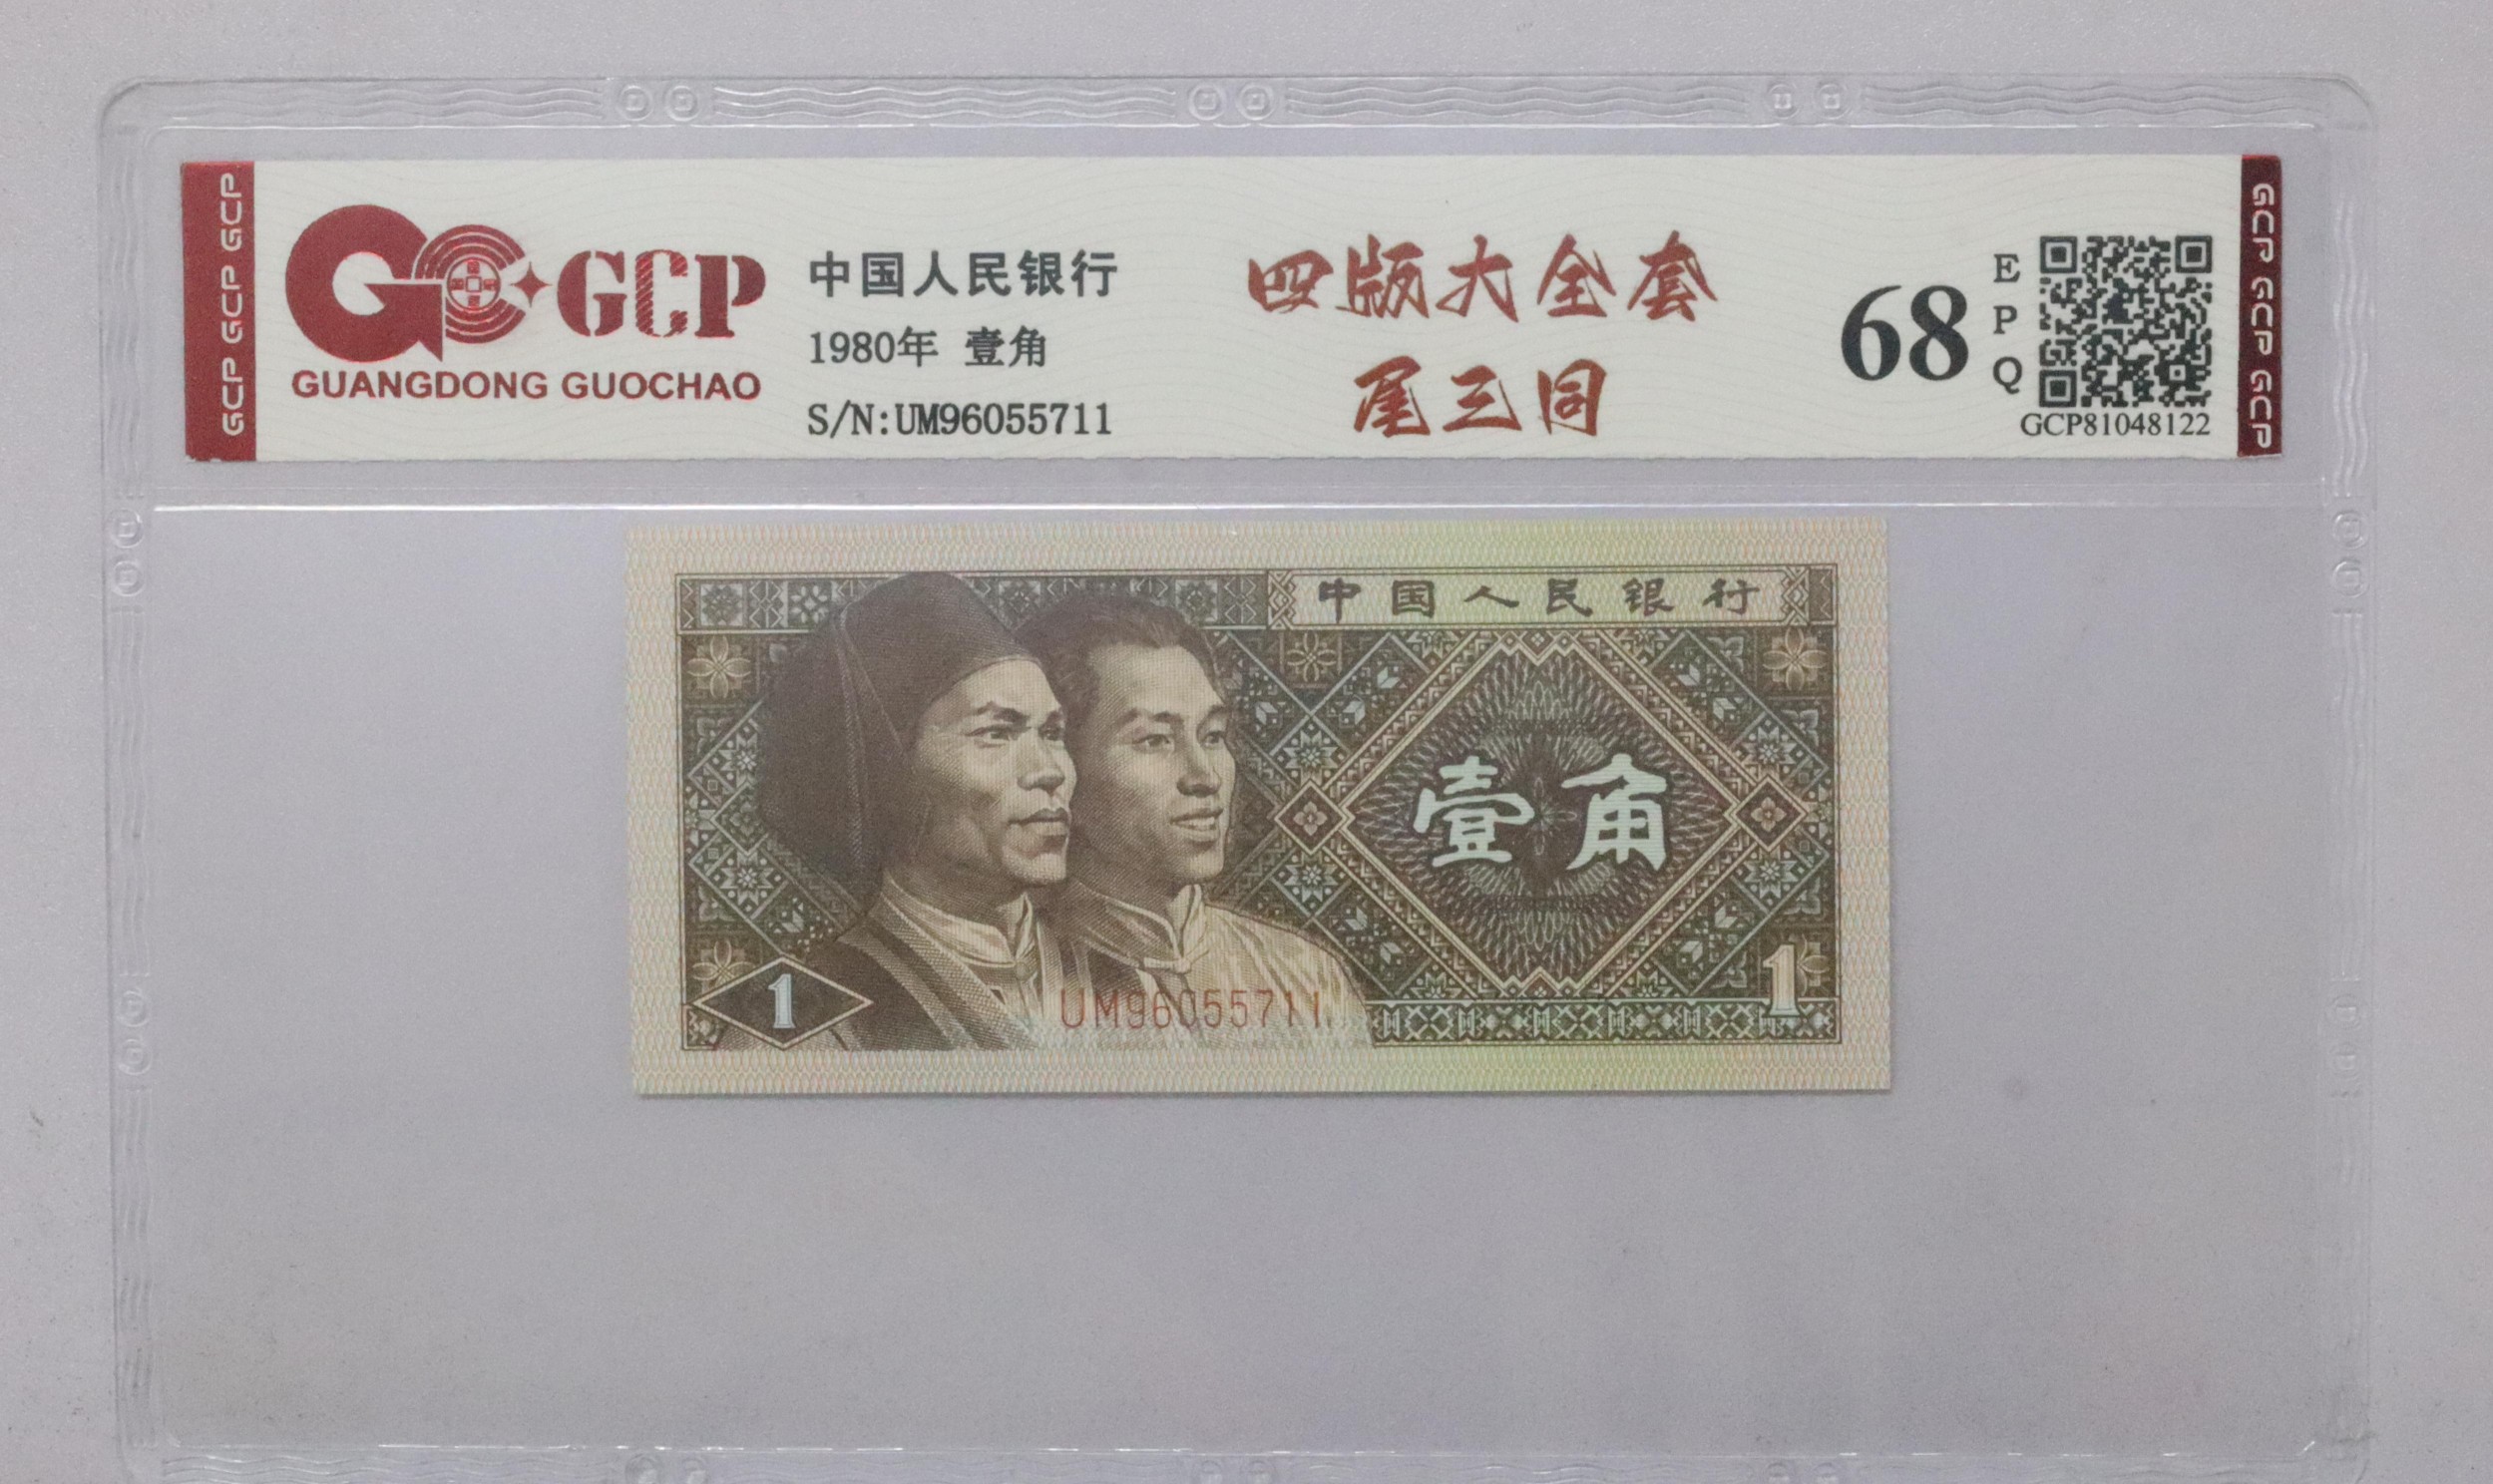 GCP GCP GCP
GCP
GUANGDONG GUOCHAO
中国人民银行
1980年 壹角
S/N:UM96055711
四版大全套
尾三同
68
EPQ
GCP81048122
GCP GCP GCP
中国人民银行
壹角
1
UM96055711
1